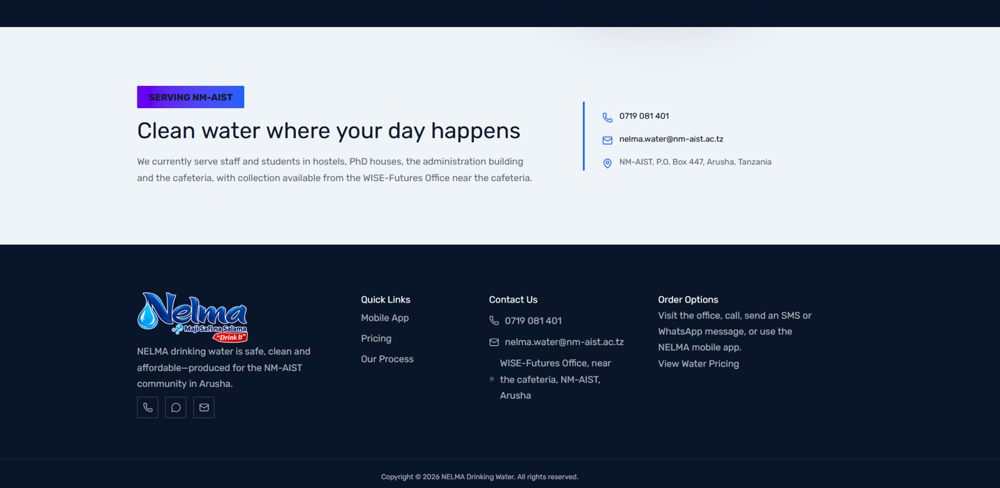 SERVING NM-AIST
Clean water where your day happens
We currently serve staff and students in hostels, PhD houses, the administration building
and the cafeteria, with collection available from the WISE-Futures Office near the cafeteria.
0719 081 401
nelma.water@nm-aist.ac.tz
NM-AIST, P.O. Box 447, Arusha, Tanzania
Nelma
Maji Safi na Salama
"Drink It"
NELMA drinking water is safe, clean and
affordable—produced for the NM-AIST
community in Arusha.
Quick Links
Mobile App
Pricing
Our Process
Contact Us
0719 081 401
nelma.water@nm-aist.ac.tz
WISE-Futures Office, near
the cafeteria, NM-AIST,
Arusha
Order Options
Visit the office, call, send an SMS or
WhatsApp message, or use the
NELMA mobile app.
View Water Pricing
Copyright © 2026 NELMA Drinking Water. All rights reserved.